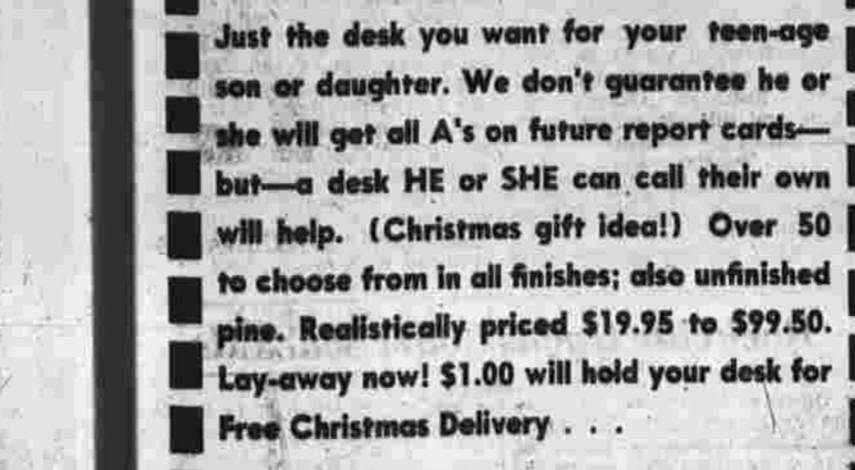 Just the desk you want for your teen-age
son or daughter. We don't guarantee he or
she will get all A's on future report cards—
but—a desk HE or SHE can call their own
will help. (Christmas gift idea!) Over 50
to choose from in all finishes; also unfinished
pine. Realistically priced $19.95 to $99.50.
Lay-away now! $1.00 will hold your desk for
Free Christmas Delivery . . .